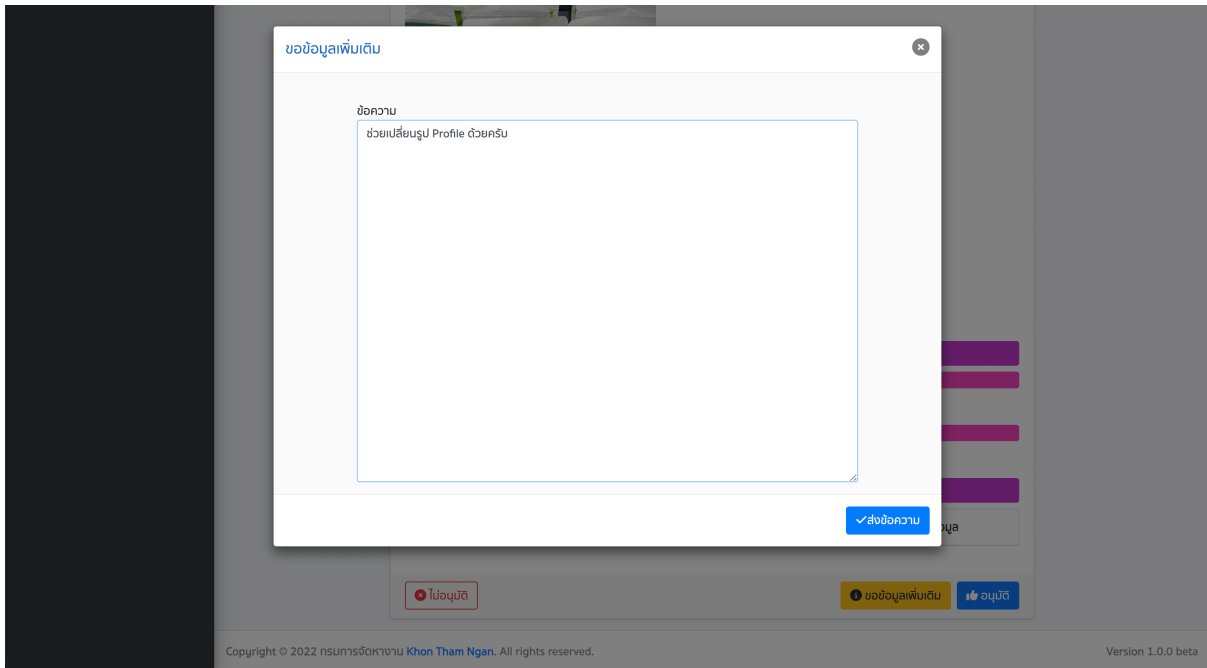 ขอข้อมูลเพิ่มเติม
ข้อความ
ช่วยเปลี่ยนรูป Profile ด้วยครับ
ส่งข้อความ
ไม่อนุมัติ
ขอข้อมูลเพิ่มเติม
อนุมัติ
Copyright © 2022 กรมการจัดหางาน Khon Tham Ngan. All rights reserved.
Version 1.0.0 beta